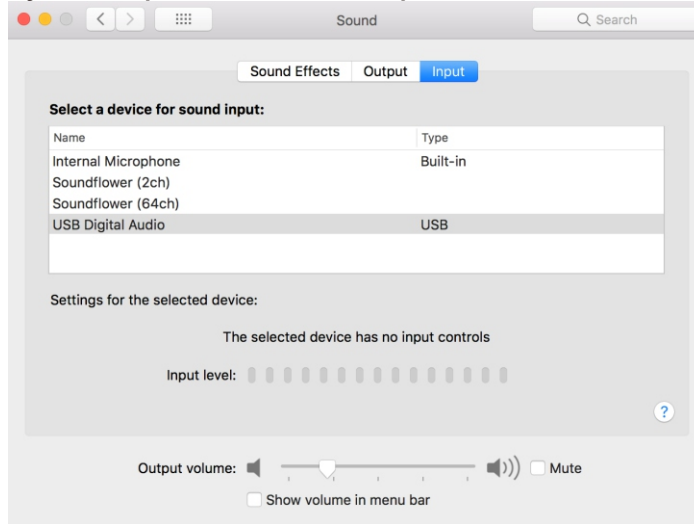 Sound
Search
Sound Effects Output Input
Select a device for sound input:
Name Type
Internal Microphone Built-in
Soundflower (2ch)
Soundflower (64ch)
USB Digital Audio USB
Settings for the selected device:
The selected device has no input controls
Input level:
?
Output volume: Mute
Show volume in menu bar